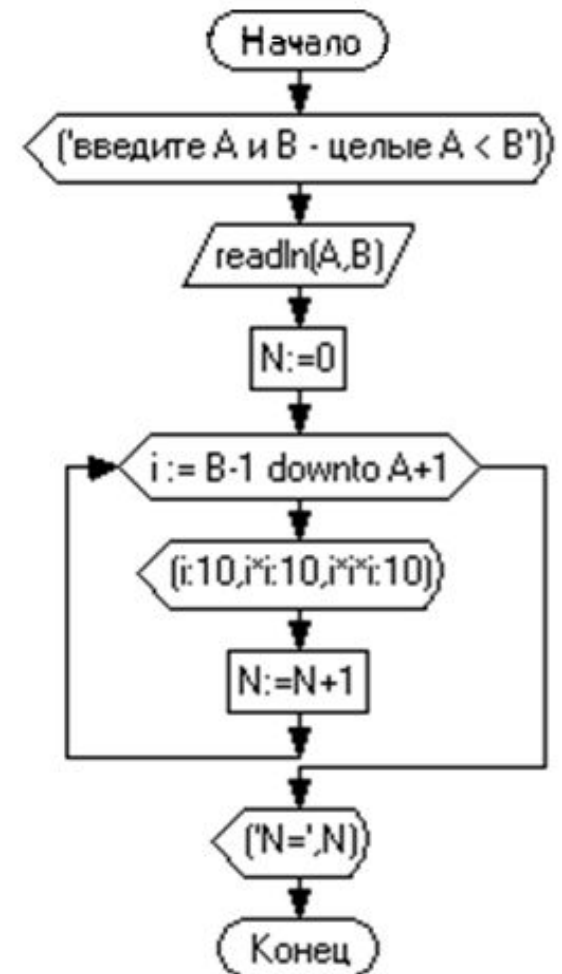 Начало
('введите А и В - целые А < В')
readln(A,B)
N:=0
i := B-1 downto A+1
(i:10,i*i:10,i*i*i:10)
N:=N+1
('N=',N)
Конец